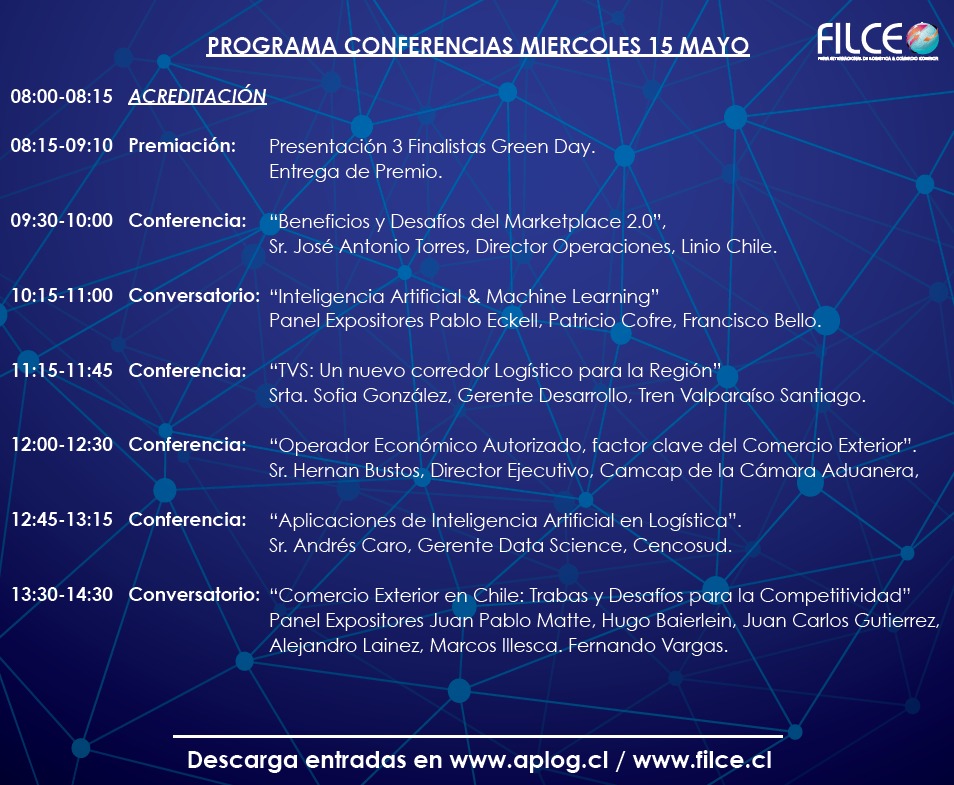 PROGRAMA CONFERENCIAS MIERCOLES 15 MAYO
FILCE
FERIA INTERNACIONAL DE LOGISTICA & COMERCIO EXTERIOR
08:00-08:15 ACREDITACIÓN
08:15-09:10 Premiación: Presentación 3 Finalistas Green Day.
Entrega de Premio.
09:30-10:00 Conferencia: “Beneficios y Desafíos del Marketplace 2.0”,
Sr. José Antonio Torres, Director Operaciones, Linio Chile.
10:15-11:00 Conversatorio: “Inteligencia Artificial & Machine Learning”
Panel Expositores Pablo Eckell, Patricio Cofre, Francisco Bello.
11:15-11:45 Conferencia: “TVS: Un nuevo corredor Logístico para la Región”
Srta. Sofia González, Gerente Desarrollo, Tren Valparaíso Santiago.
12:00-12:30 Conferencia: “Operador Económico Autorizado, factor clave del Comercio Exterior”.
Sr. Hernan Bustos, Director Ejecutivo, Camcap de la Cámara Aduanera,
12:45-13:15 Conferencia: “Aplicaciones de Inteligencia Artificial en Logística”.
Sr. Andrés Caro, Gerente Data Science, Cencosud.
13:30-14:30 Conversatorio: “Comercio Exterior en Chile: Trabas y Desafíos para la Competitividad”
Panel Expositores Juan Pablo Matte, Hugo Baierlein, Juan Carlos Gutierrez,
Alejandro Lainez, Marcos Illesca. Fernando Vargas.
Descarga entradas en www.aplog.cl / www.filce.cl